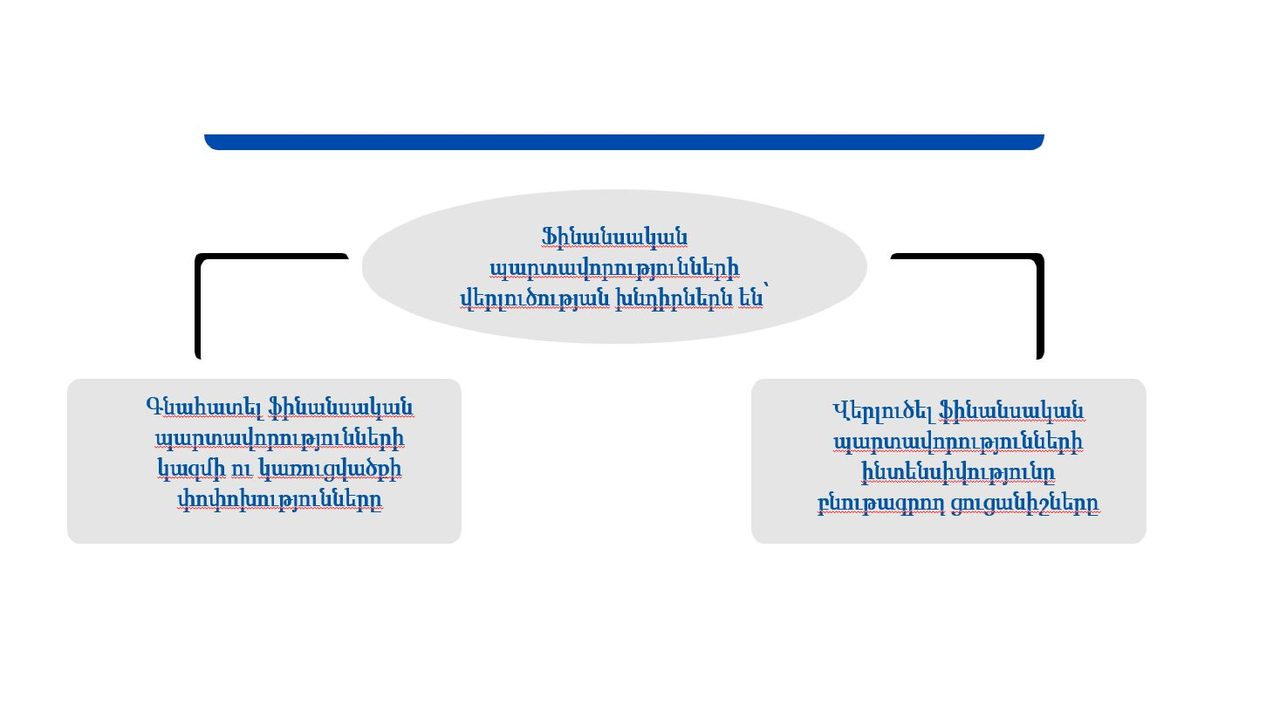 Ֆինանսական
պարտավորությունների
վերլուծության խնդիրներն են՝
Գնահատել ֆինանսական
պարտավորությունների
կազմի ու կառուցվածքի
փոփոխությունները
Վերլուծել ֆինանսական
պարտավորությունների
ինտենսիվությունը
բնութագրող ցուցանիշները